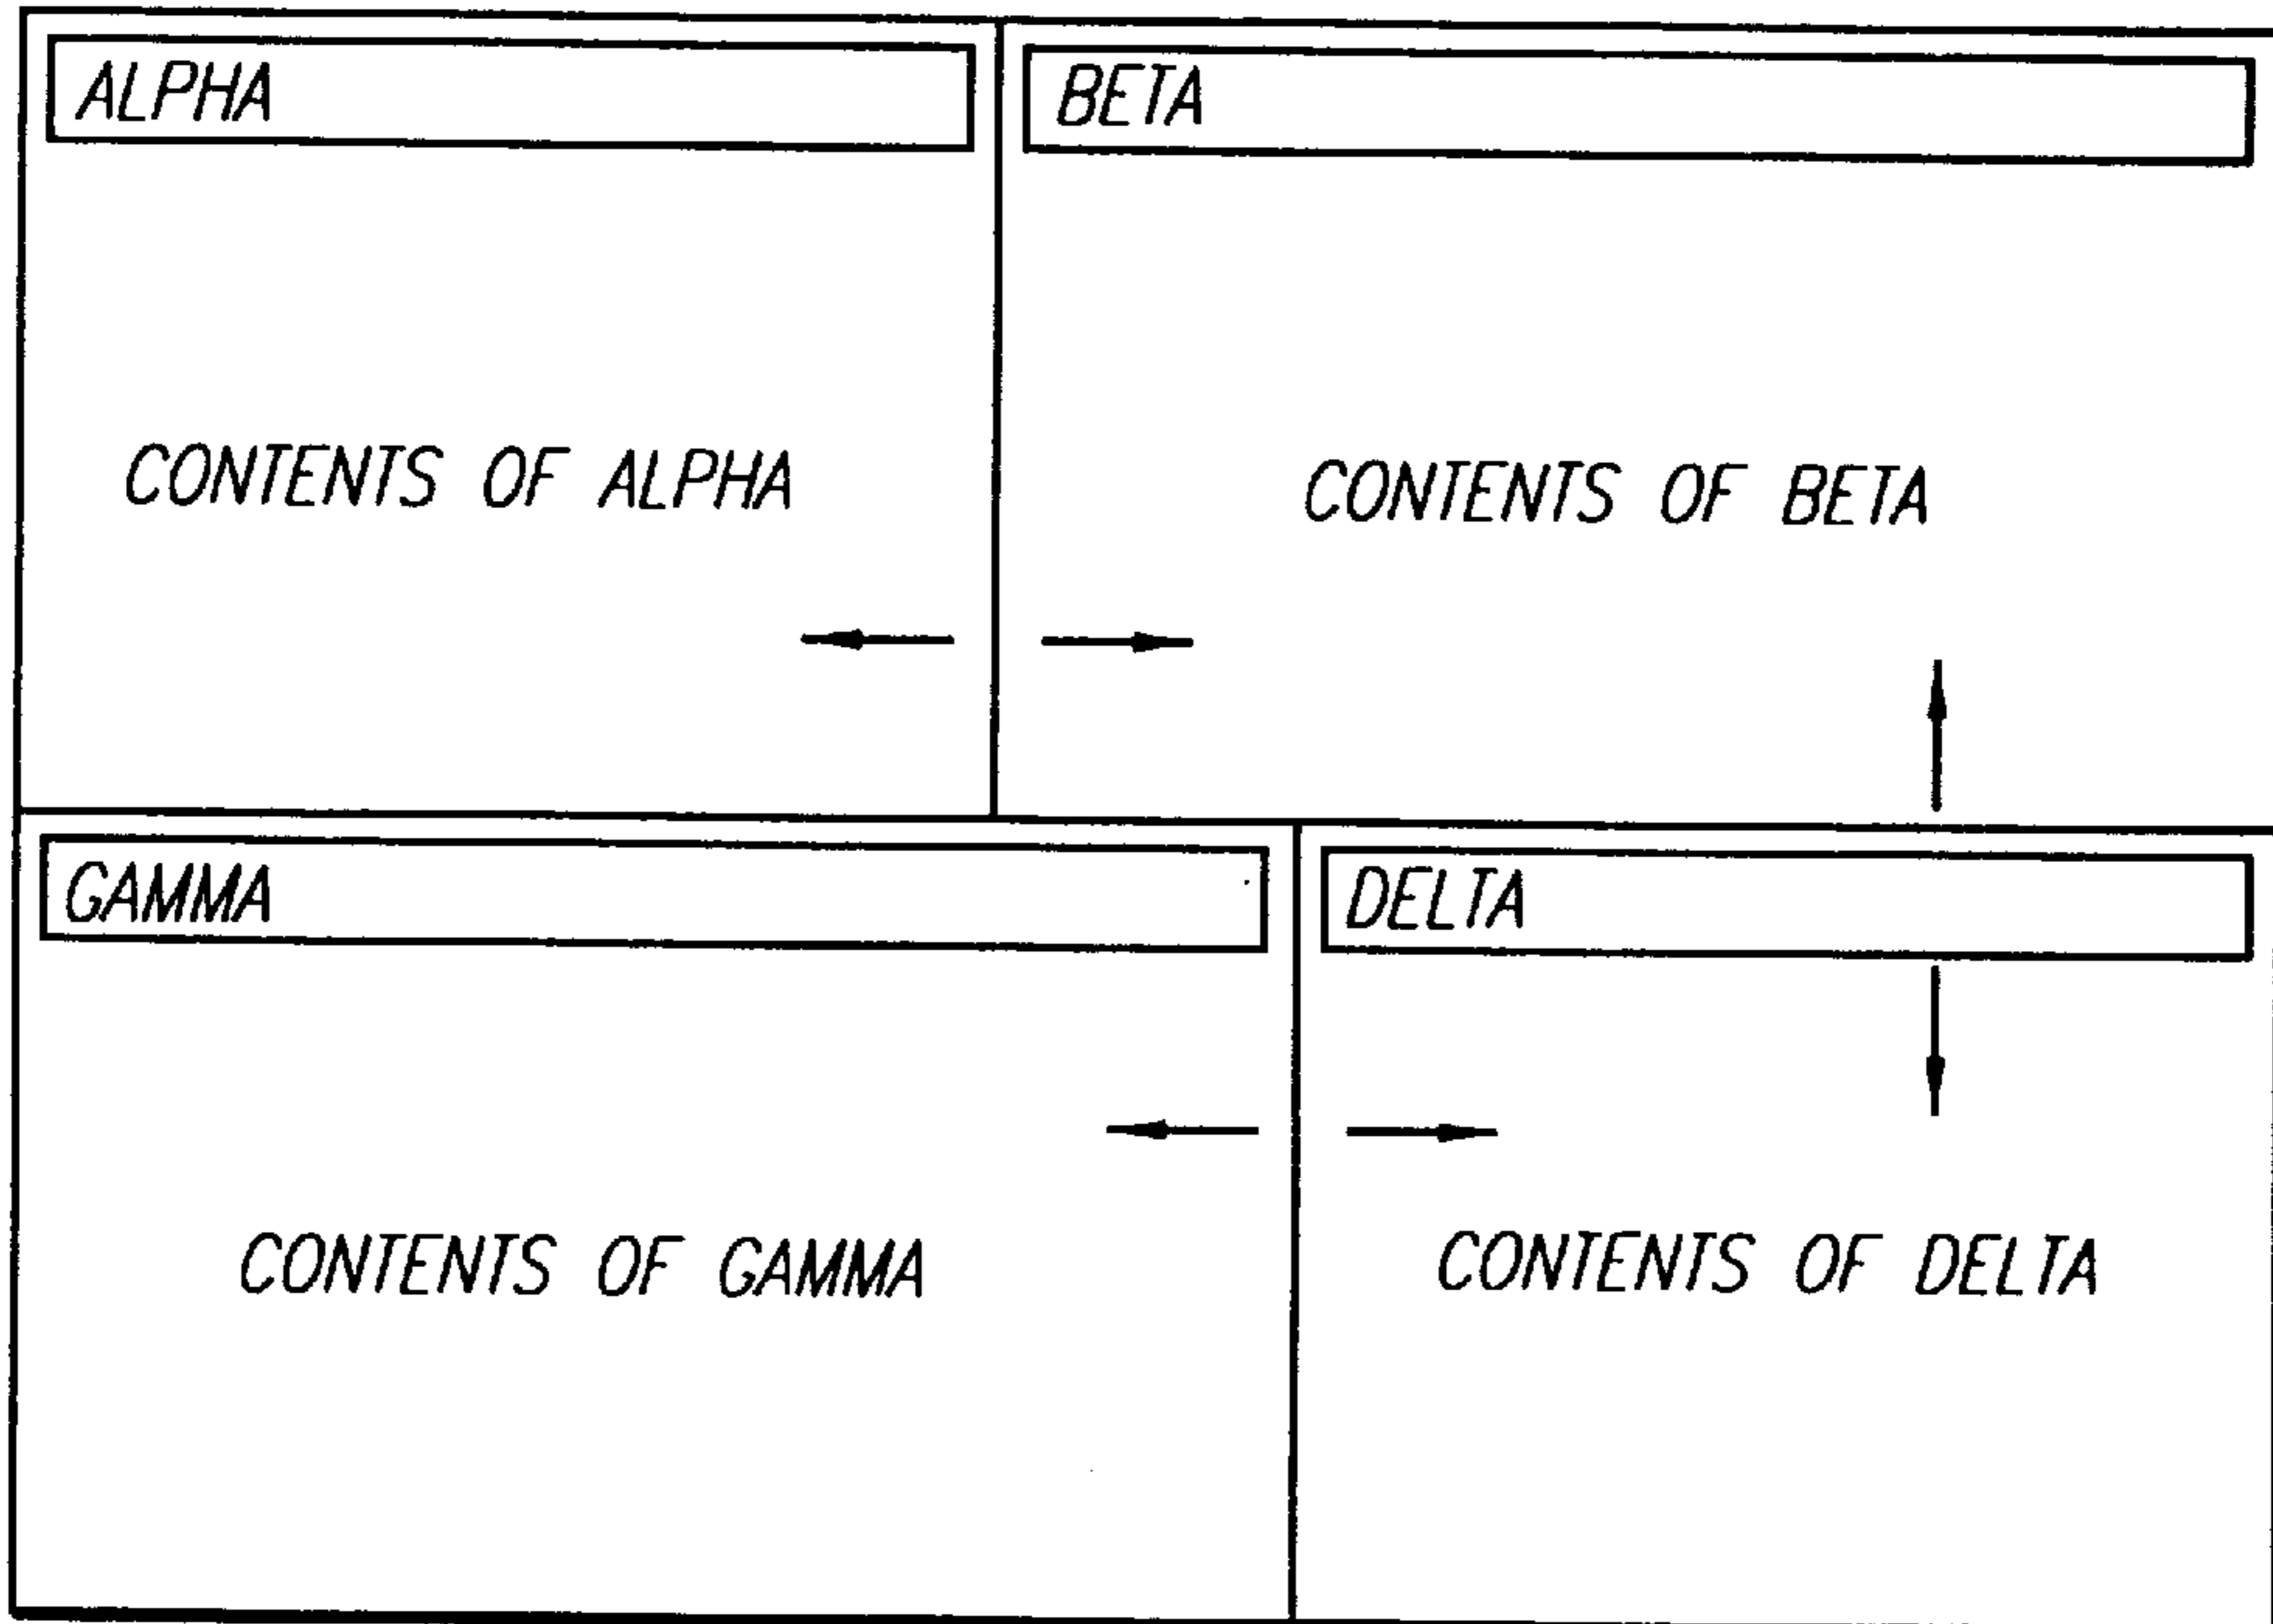 ALPHA
BETA
CONTENTS OF ALPHA
CONTENTS OF BETA
GAMMA
DELTA
CONTENTS OF GAMMA
CONTENTS OF DELTA